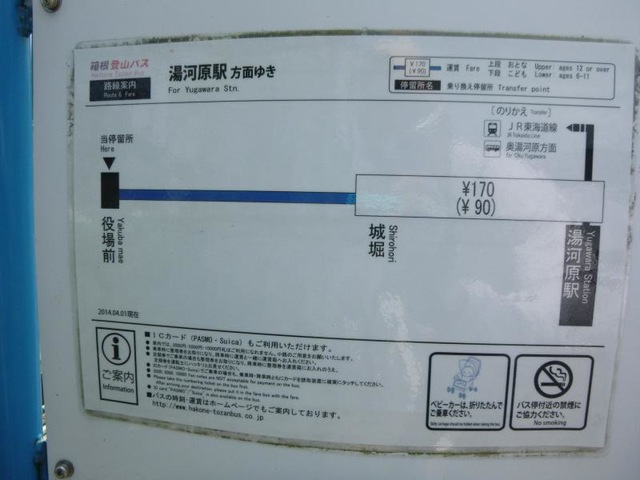 箱根登山バス
Hakone Tozan Bus
路線案内
Route & Fare
湯河原駅 方面ゆき
For Yugawara Stn.
¥170
(¥90)
運賃 Fare 上段 おとな Upper ages 12 or over
下段 こども Lower ages 6-11
停留所名 乗り換え停留所 Transfer point
[のりかえ Transfer]
JR東海道線
JR Tokaido Line
奥湯河原方面
for Oku-Yugawara
当停留所
Here
役場前
Yakuba mae
¥170
(¥ 90)
城堀
Shirohori
湯河原駅
Yugawara Station
2014.04.01現在
ご案内
Information
■ICカード (PASMO・Suica) もご利用いただけます。
■バスの時刻・運賃はホームページでもご案内しております。
http://www.hakone-tozanbus.co.jp
ベビーカーは、折りたたんで
ご乗車ください。
バス停付近の禁煙に
ご協力ください。
No smoking